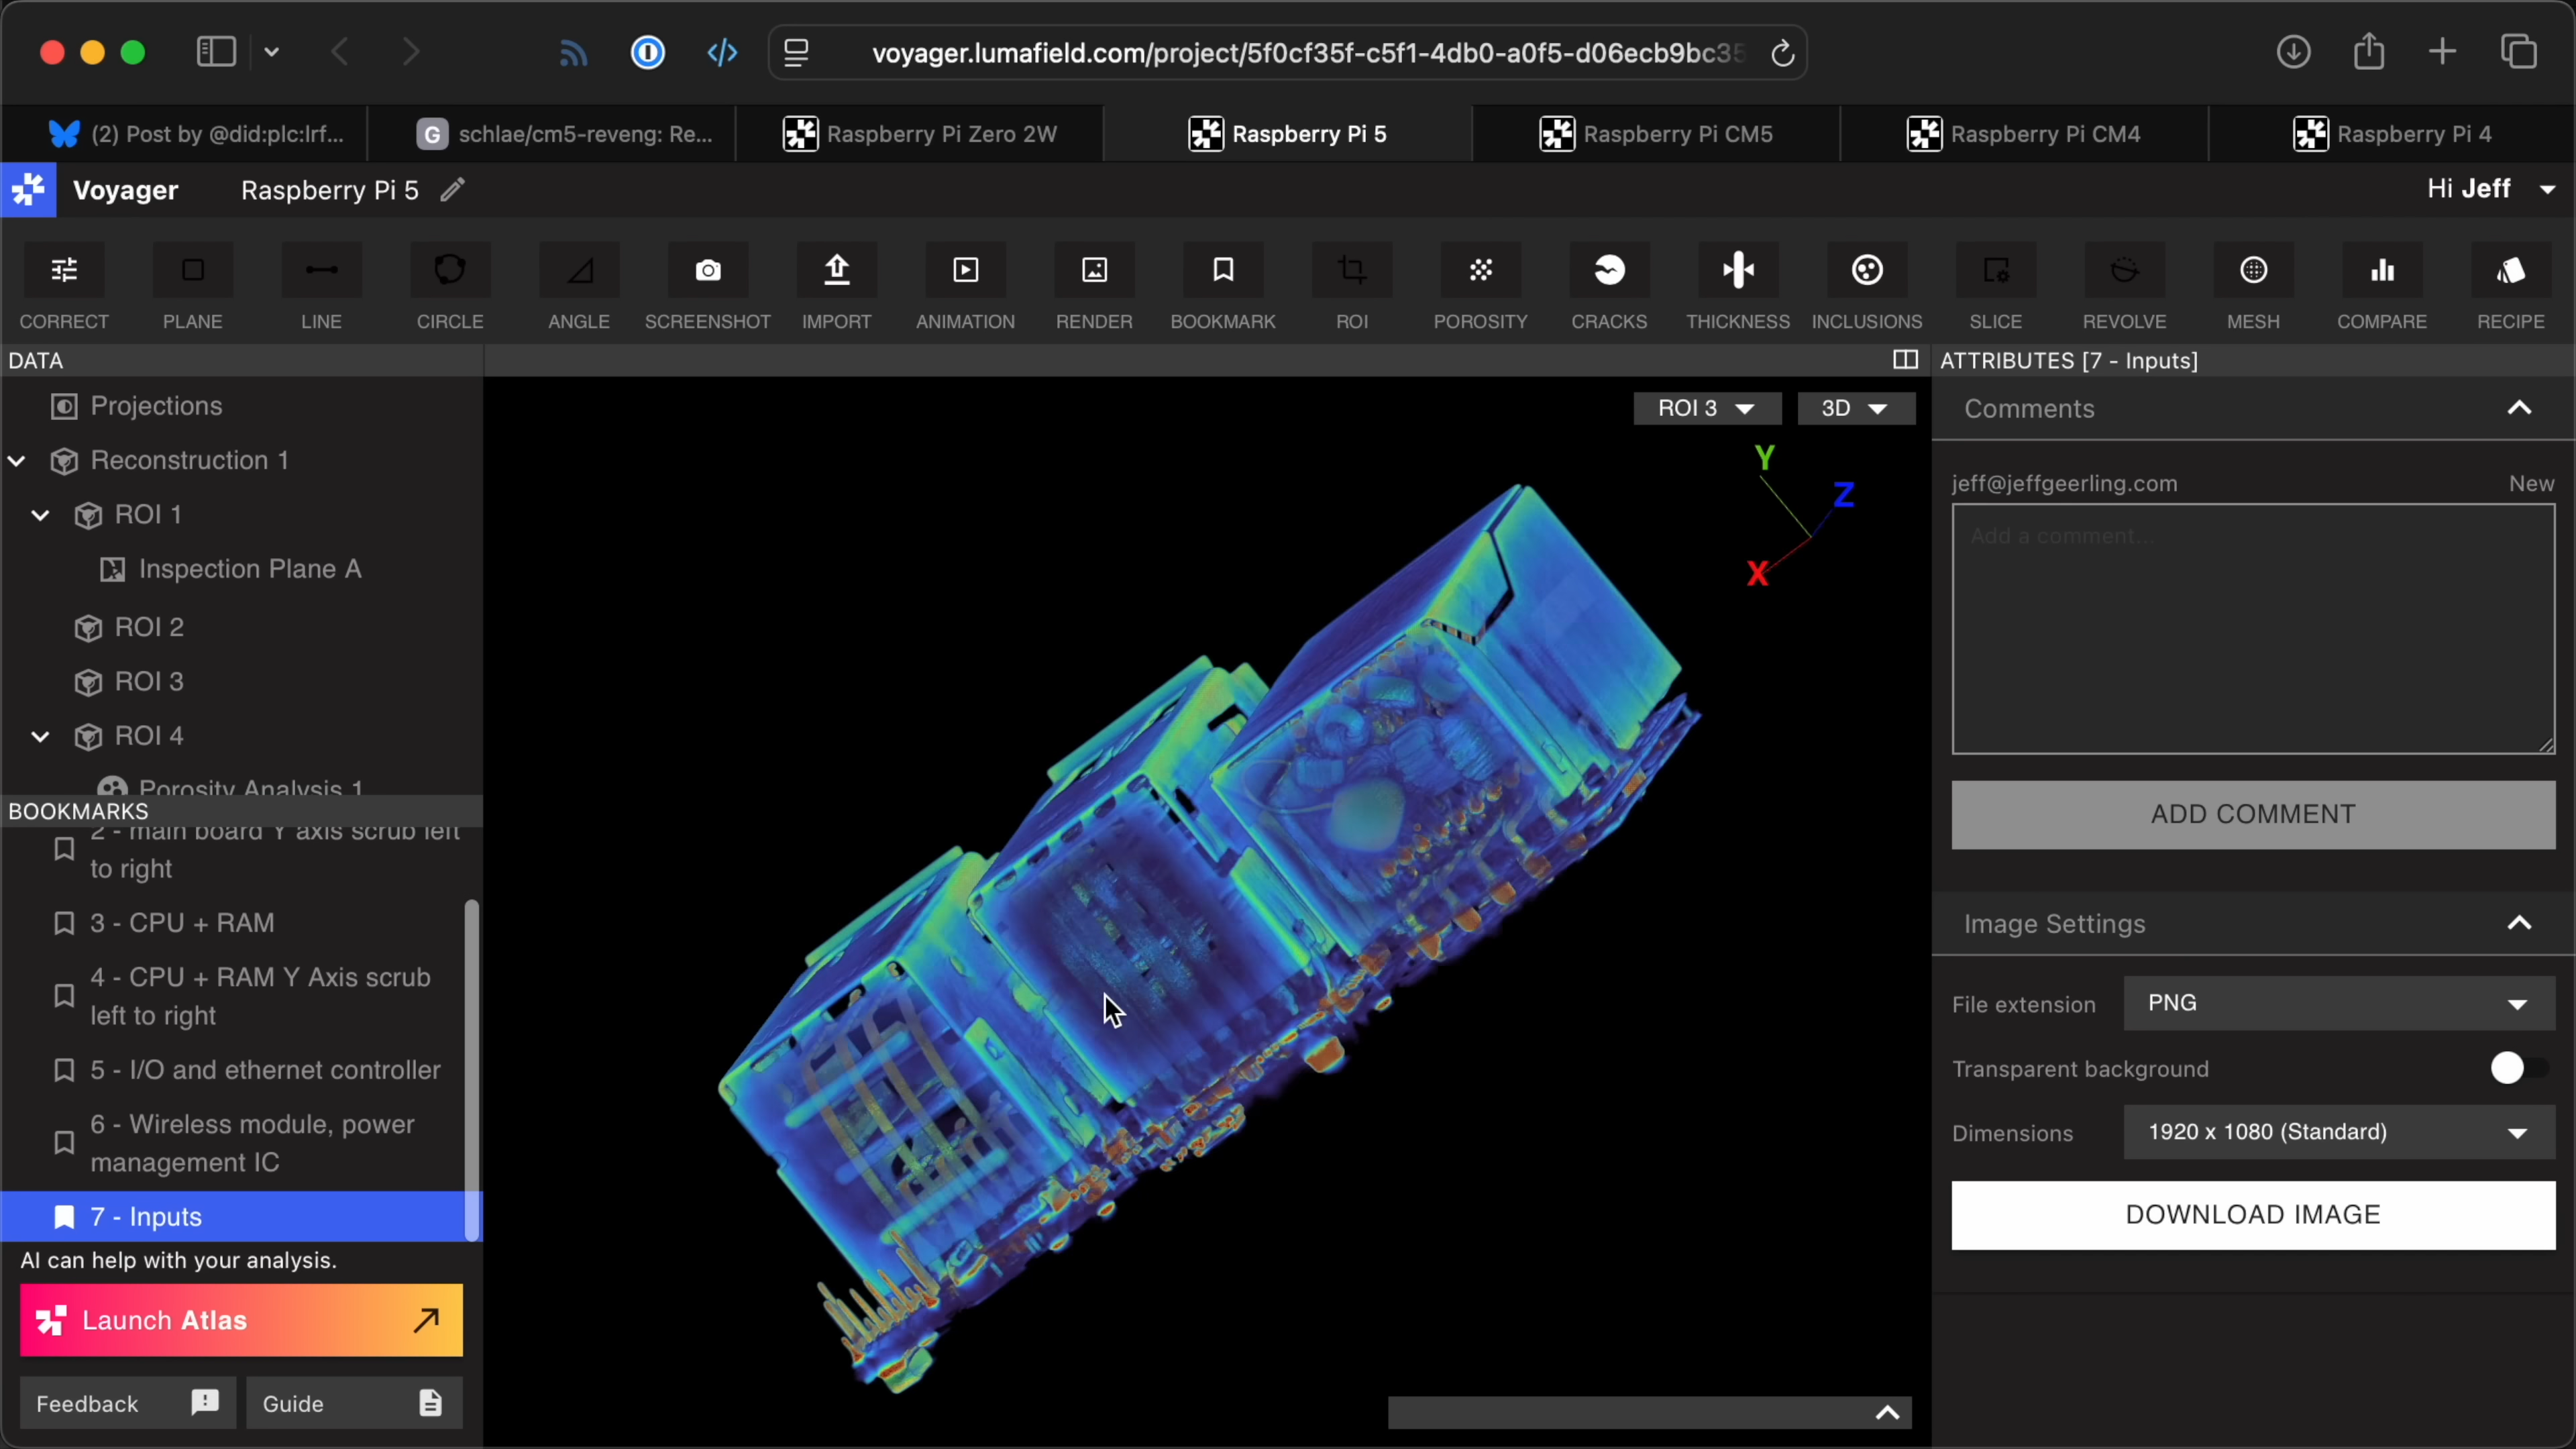 voyager.lumafield.com/project/5f0cf35f-c5f1-4db0-a0f5-d06ecb9bc35
(2) Post by @did:plc:lrf...
G schlae/cm5-reveng: Re...
Raspberry Pi Zero 2W
Raspberry Pi 5
Raspberry Pi CM5
Raspberry Pi CM4
Raspberry Pi 4
Voyager
Raspberry Pi 5
Hi Jeff
CORRECT
PLANE
LINE
CIRCLE
ANGLE
SCREENSHOT
IMPORT
ANIMATION
RENDER
BOOKMARK
ROI
POROSITY
CRACKS
THICKNESS
INCLUSIONS
SLICE
REVOLVE
MESH
COMPARE
RECIPE
DATA
Projections
Reconstruction 1
ROI 1
Inspection Plane A
ROI 2
ROI 3
ROI 4
Porosity Analysis 1
BOOKMARKS
2 - main board Y axis scrub left
to right
3 - CPU + RAM
4 - CPU + RAM Y Axis scrub
left to right
5 - I/O and ethernet controller
6 - Wireless module, power
management IC
7 - Inputs
AI can help with your analysis.
Launch Atlas
Feedback
Guide
ROI 3
3D
Y
Z
X
ATTRIBUTES [7 - Inputs]
Comments
jeff@jeffgeerling.com
New
Add a comment...
ADD COMMENT
Image Settings
File extension
PNG
Transparent background
Dimensions
1920 x 1080 (Standard)
DOWNLOAD IMAGE